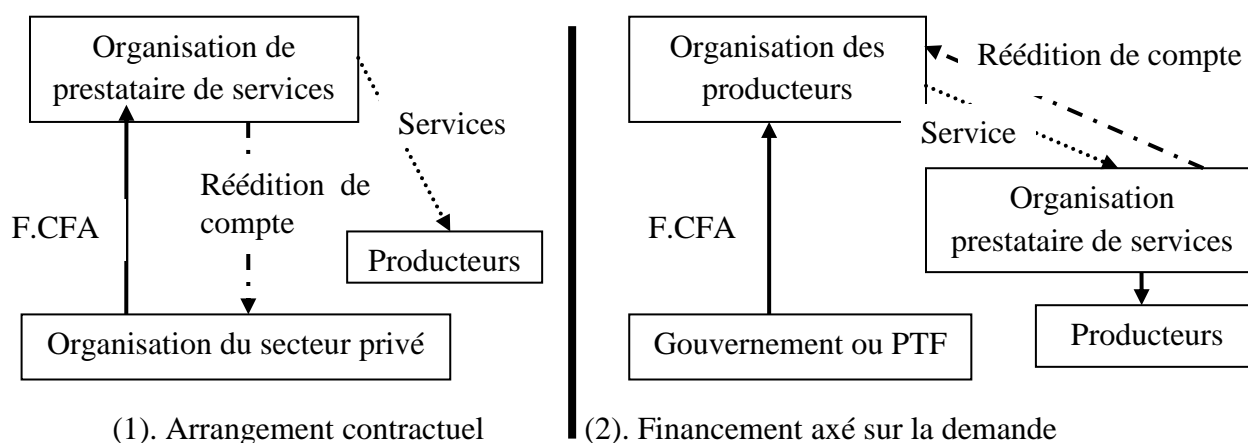 Organisation de
prestataire de services
Services
Réédition de
compte
F.CFA
Producteurs
Organisation du secteur privé
(1). Arrangement contractuel
Organisation des
producteurs
Réédition de compte
Service
Organisation
prestataire de services
F.CFA
Producteurs
Gouvernement ou PTF
(2). Financement axé sur la demande